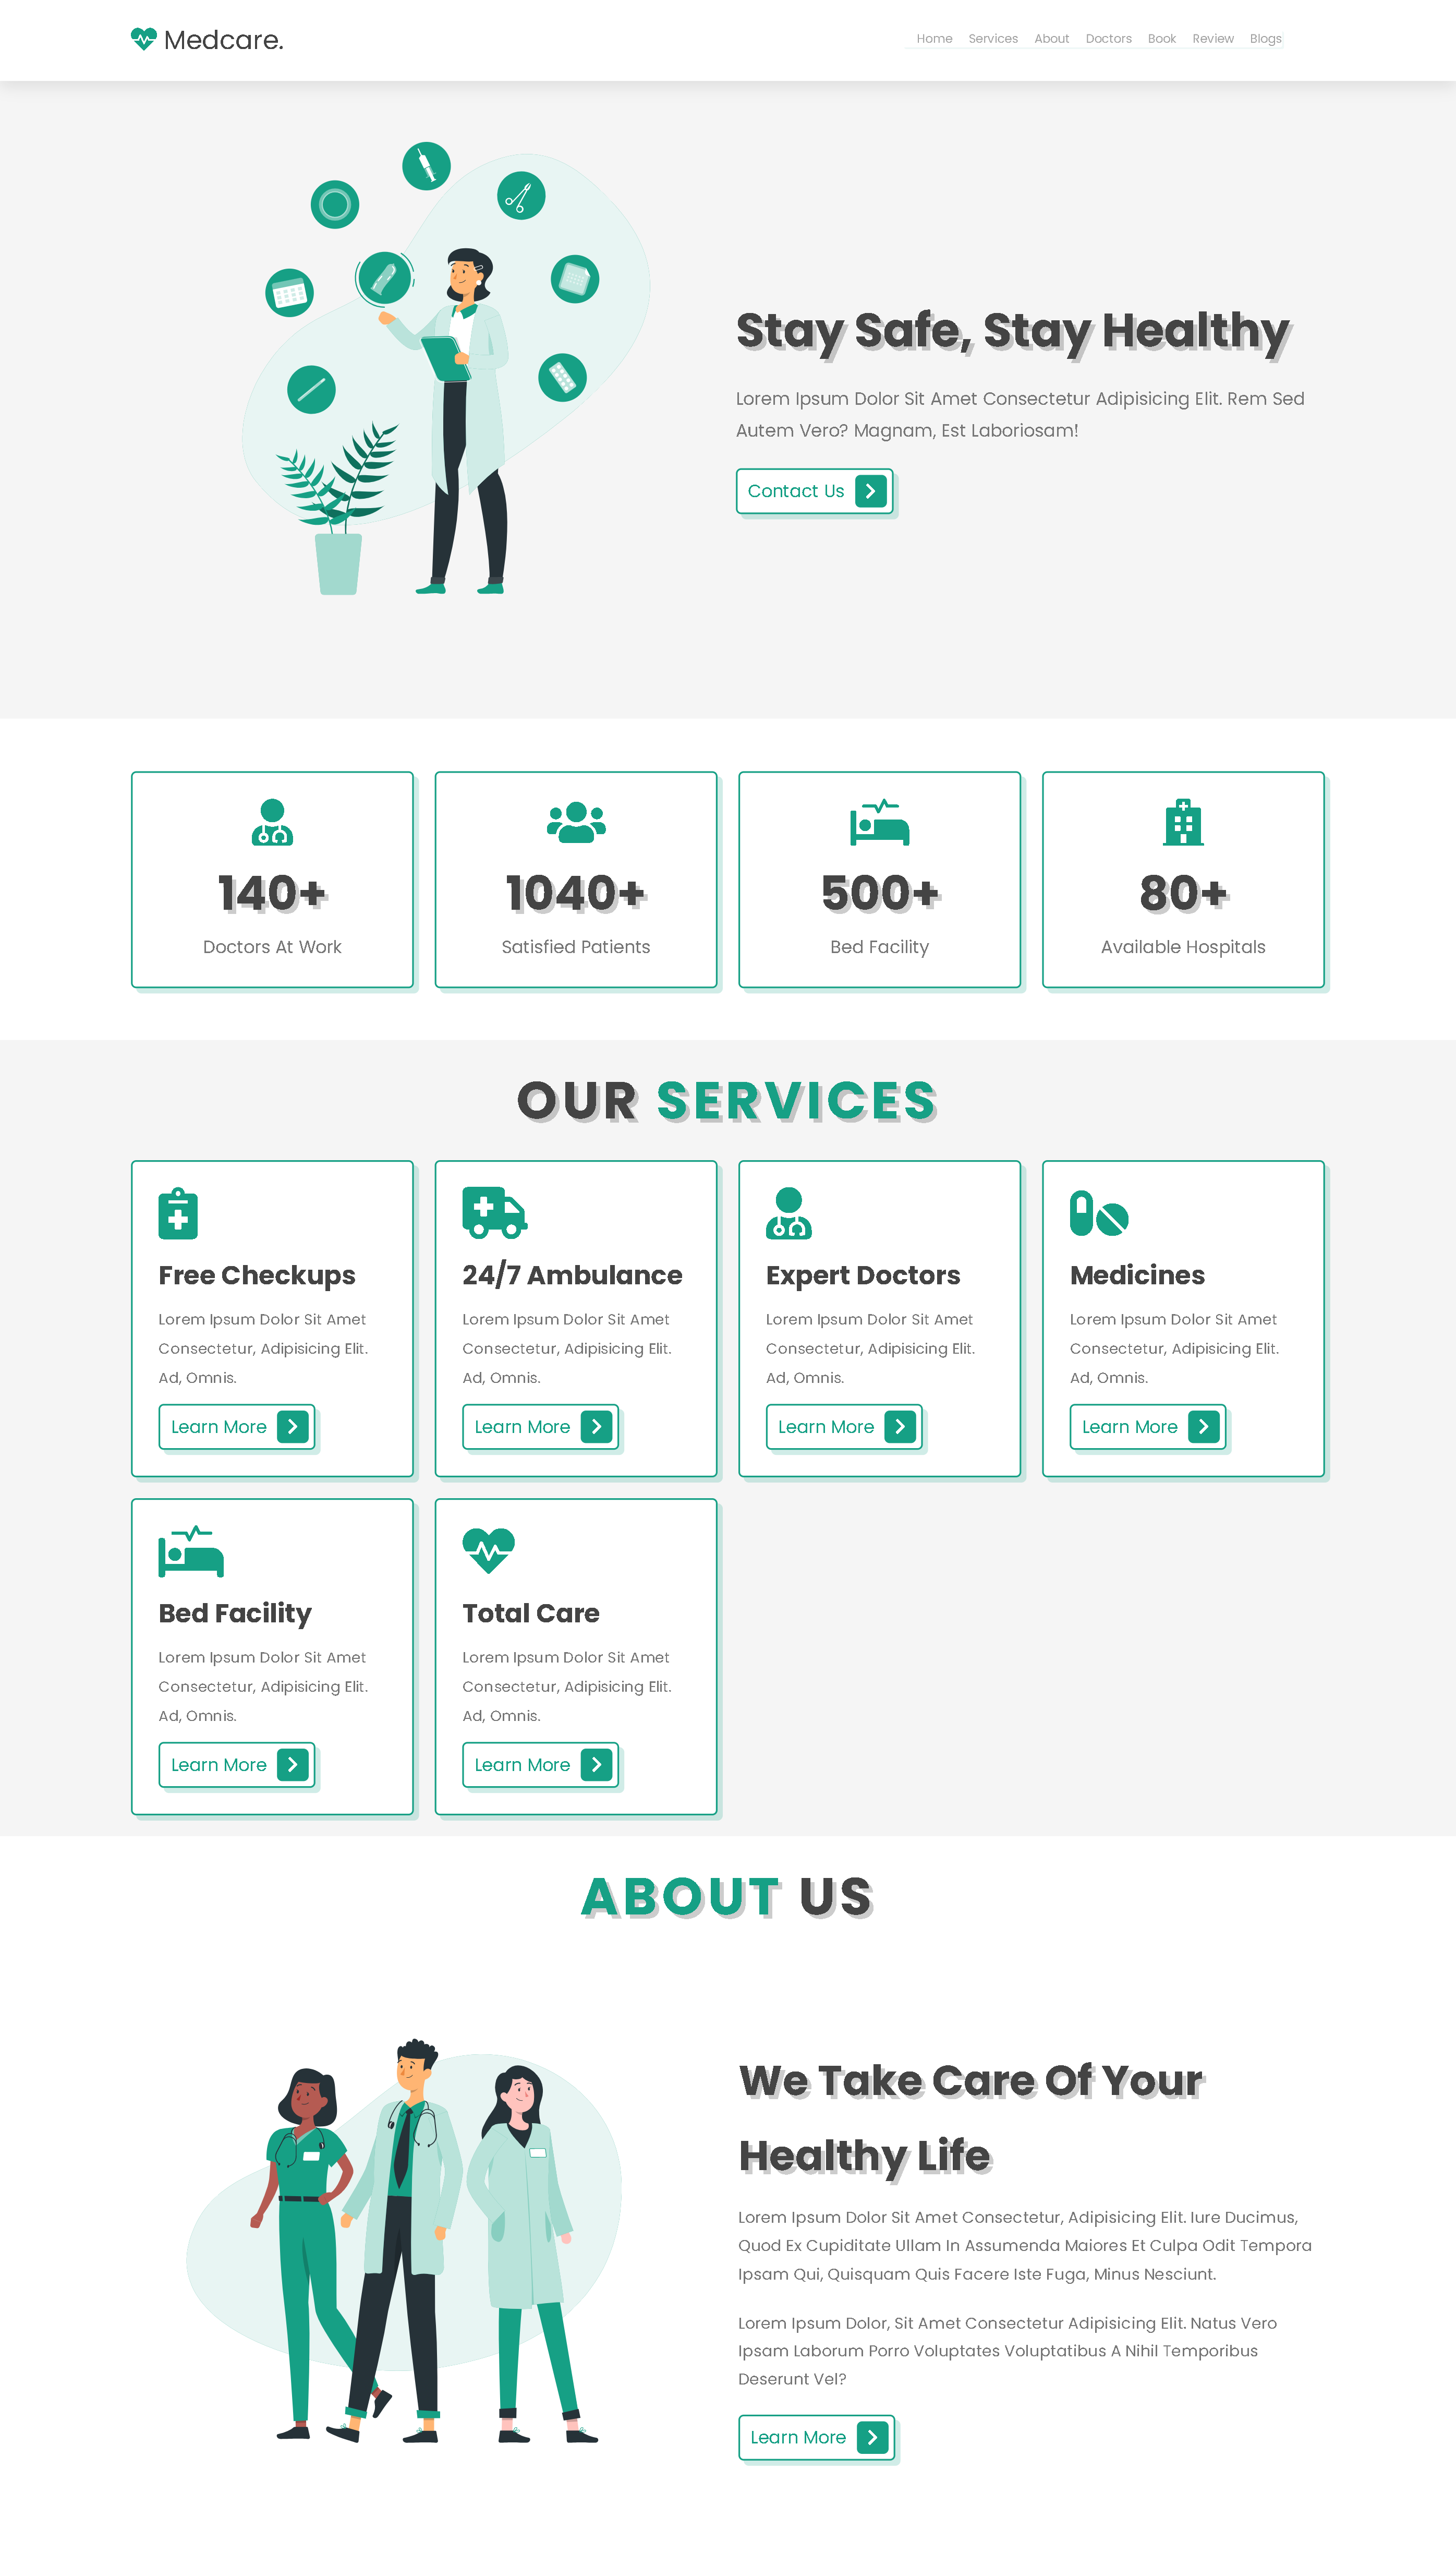 Medcare.
Home Services About Doctors Book Review Blogs
Stay Safe, Stay Healthy
Lorem Ipsum Dolor Sit Amet Consectetur Adipisicing Elit. Rem Sed
Autem Vero? Magnam, Est Laboriosam!
Contact Us
140+
Doctors At Work
1040+
Satisfied Patients
500+
Bed Facility
80+
Available Hospitals
OUR SERVICES
Free Checkups
Lorem Ipsum Dolor Sit Amet
Consectetur, Adipisicing Elit.
Ad, Omnis.
Learn More
24/7 Ambulance
Lorem Ipsum Dolor Sit Amet
Consectetur, Adipisicing Elit.
Ad, Omnis.
Learn More
Expert Doctors
Lorem Ipsum Dolor Sit Amet
Consectetur, Adipisicing Elit.
Ad, Omnis.
Learn More
Medicines
Lorem Ipsum Dolor Sit Amet
Consectetur, Adipisicing Elit.
Ad, Omnis.
Learn More
Bed Facility
Lorem Ipsum Dolor Sit Amet
Consectetur, Adipisicing Elit.
Ad, Omnis.
Learn More
Total Care
Lorem Ipsum Dolor Sit Amet
Consectetur, Adipisicing Elit.
Ad, Omnis.
Learn More
ABOUT US
We Take Care Of Your
Healthy Life
Lorem Ipsum Dolor Sit Amet Consectetur, Adipisicing Elit. Iure Ducimus,
Quod Ex Cupiditate Ullam In Assumenda Maiores Et Culpa Odit Tempora
Ipsam Qui, Quisquam Quis Facere Iste Fuga, Minus Nesciunt.
Lorem Ipsum Dolor, Sit Amet Consectetur Adipisicing Elit. Natus Vero
Ipsam Laborum Porro Voluptates Voluptatibus A Nihil Temporibus
Deserunt Vel?
Learn More